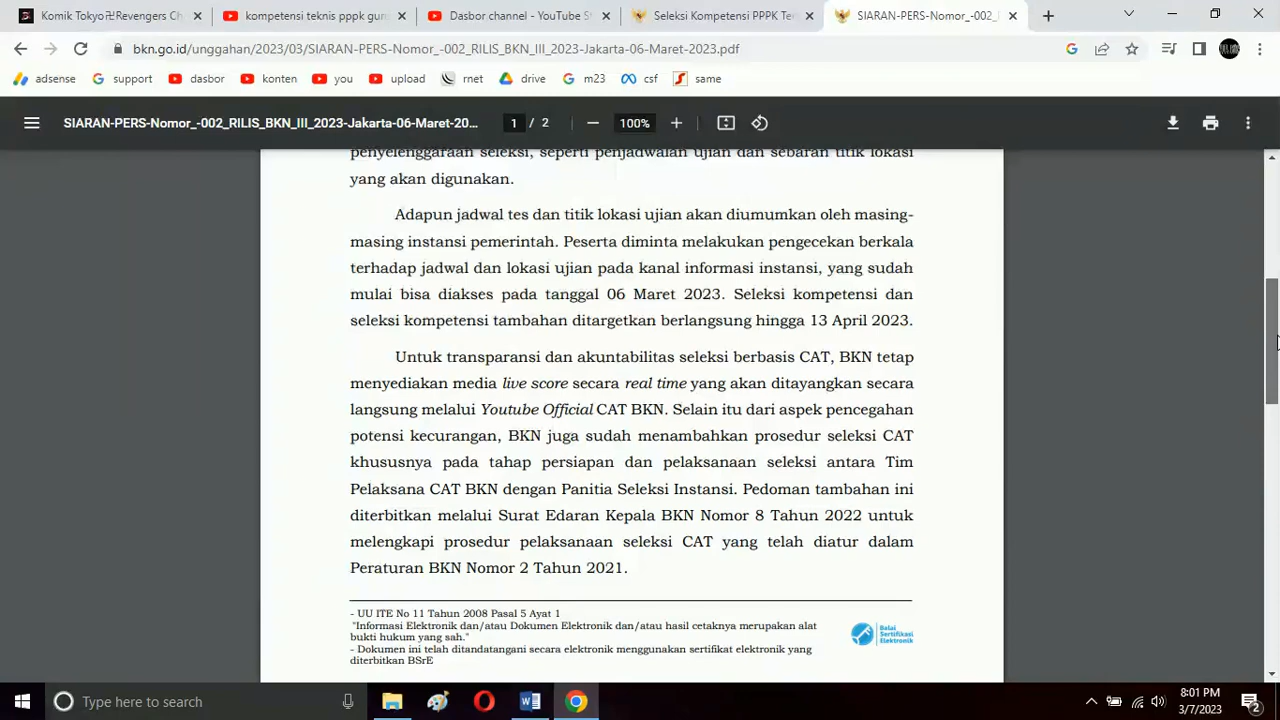 Komik Tokyo卍Revengers Ch
kompetensi teknis pppk guru
Dasbor channel - YouTube S
Seleksi Kompetensi PPPK Te
SIARAN-PERS-Nomor_-002_
bkn.go.id/unggahan/2023/03/SIARAN-PERS-Nomor_-002_RILIS_BKN_III_2023-Jakarta-06-Maret-2023.pdf
adsense
support
dasbor
konten
you
upload
rnet
drive
m23
csf
same
SIARAN-PERS-Nomor_-002_RILIS_BKN_III_2023-Jakarta-06-Maret-20...
1 / 2
100%
penyelenggaraan seleksi, seperti penjadwalan ujian dan sebaran titik lokasi
yang akan digunakan.
Adapun jadwal tes dan titik lokasi ujian akan diumumkan oleh masing-
masing instansi pemerintah. Peserta diminta melakukan pengecekan berkala
terhadap jadwal dan lokasi ujian pada kanal informasi instansi, yang sudah
mulai bisa diakses pada tanggal 06 Maret 2023. Seleksi kompetensi dan
seleksi kompetensi tambahan ditargetkan berlangsung hingga 13 April 2023.
Untuk transparansi dan akuntabilitas seleksi berbasis CAT, BKN tetap
menyediakan media live score secara real time yang akan ditayangkan secara
langsung melalui Youtube Official CAT BKN. Selain itu dari aspek pencegahan
potensi kecurangan, BKN juga sudah menambahkan prosedur seleksi CAT
khususnya pada tahap persiapan dan pelaksanaan seleksi antara Tim
Pelaksana CAT BKN dengan Panitia Seleksi Instansi. Pedoman tambahan ini
diterbitkan melalui Surat Edaran Kepala BKN Nomor 8 Tahun 2022 untuk
melengkapi prosedur pelaksanaan seleksi CAT yang telah diatur dalam
Peraturan BKN Nomor 2 Tahun 2021.
- UU ITE No 11 Tahun 2008 Pasal 5 Ayat 1
"Informasi Elektronik dan/atau Dokumen Elektronik dan/atau hasil cetaknya merupakan alat
bukti hukum yang sah."
- Dokumen ini telah ditandatangani secara elektronik menggunakan sertifikat elektronik yang
diterbitkan BSrE
Balai
Sertifikasi
Elektronik
Type here to search
8:01 PM
3/7/2023
2